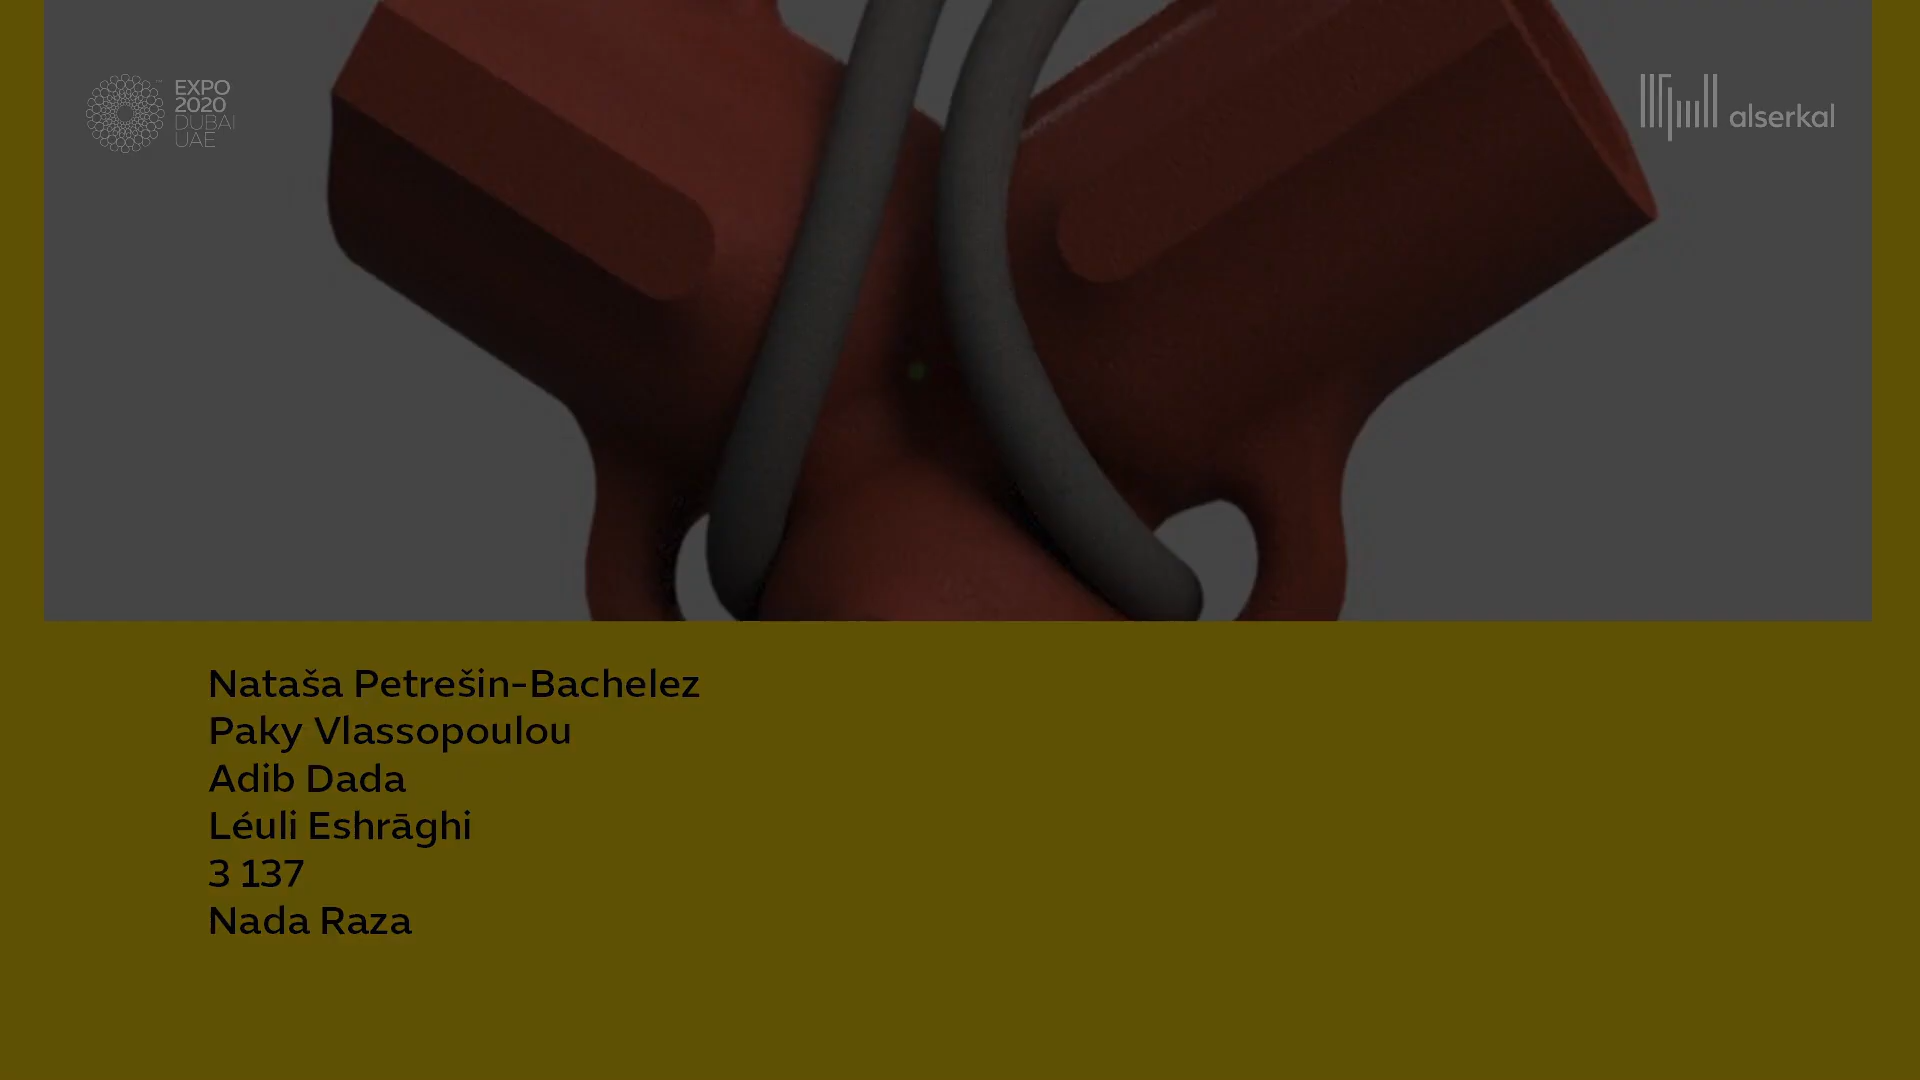 EXPO
2020
DUBAI
UAE
alserkal
Nataša Petrešin-Bachelez
Paky Vlassopoulou
Adib Dada
Léuli Eshrāghi
3 137
Nada Raza